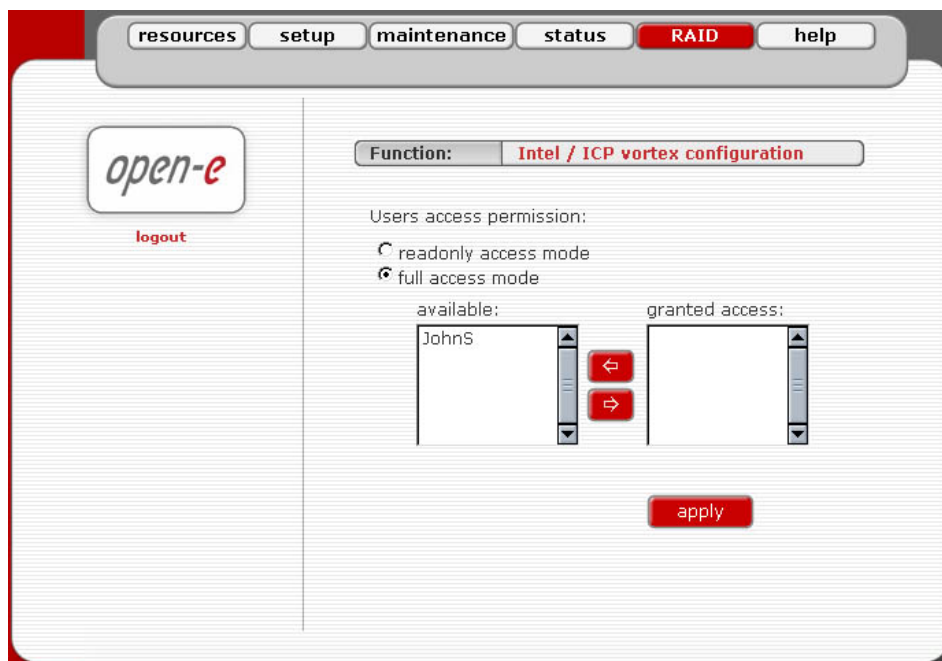 resources setup maintenance status RAID help
open-e
logout
Function: Intel / ICP vortex configuration
Users access permission:
readonly access mode
full access mode
available: granted access:
JohnS
apply